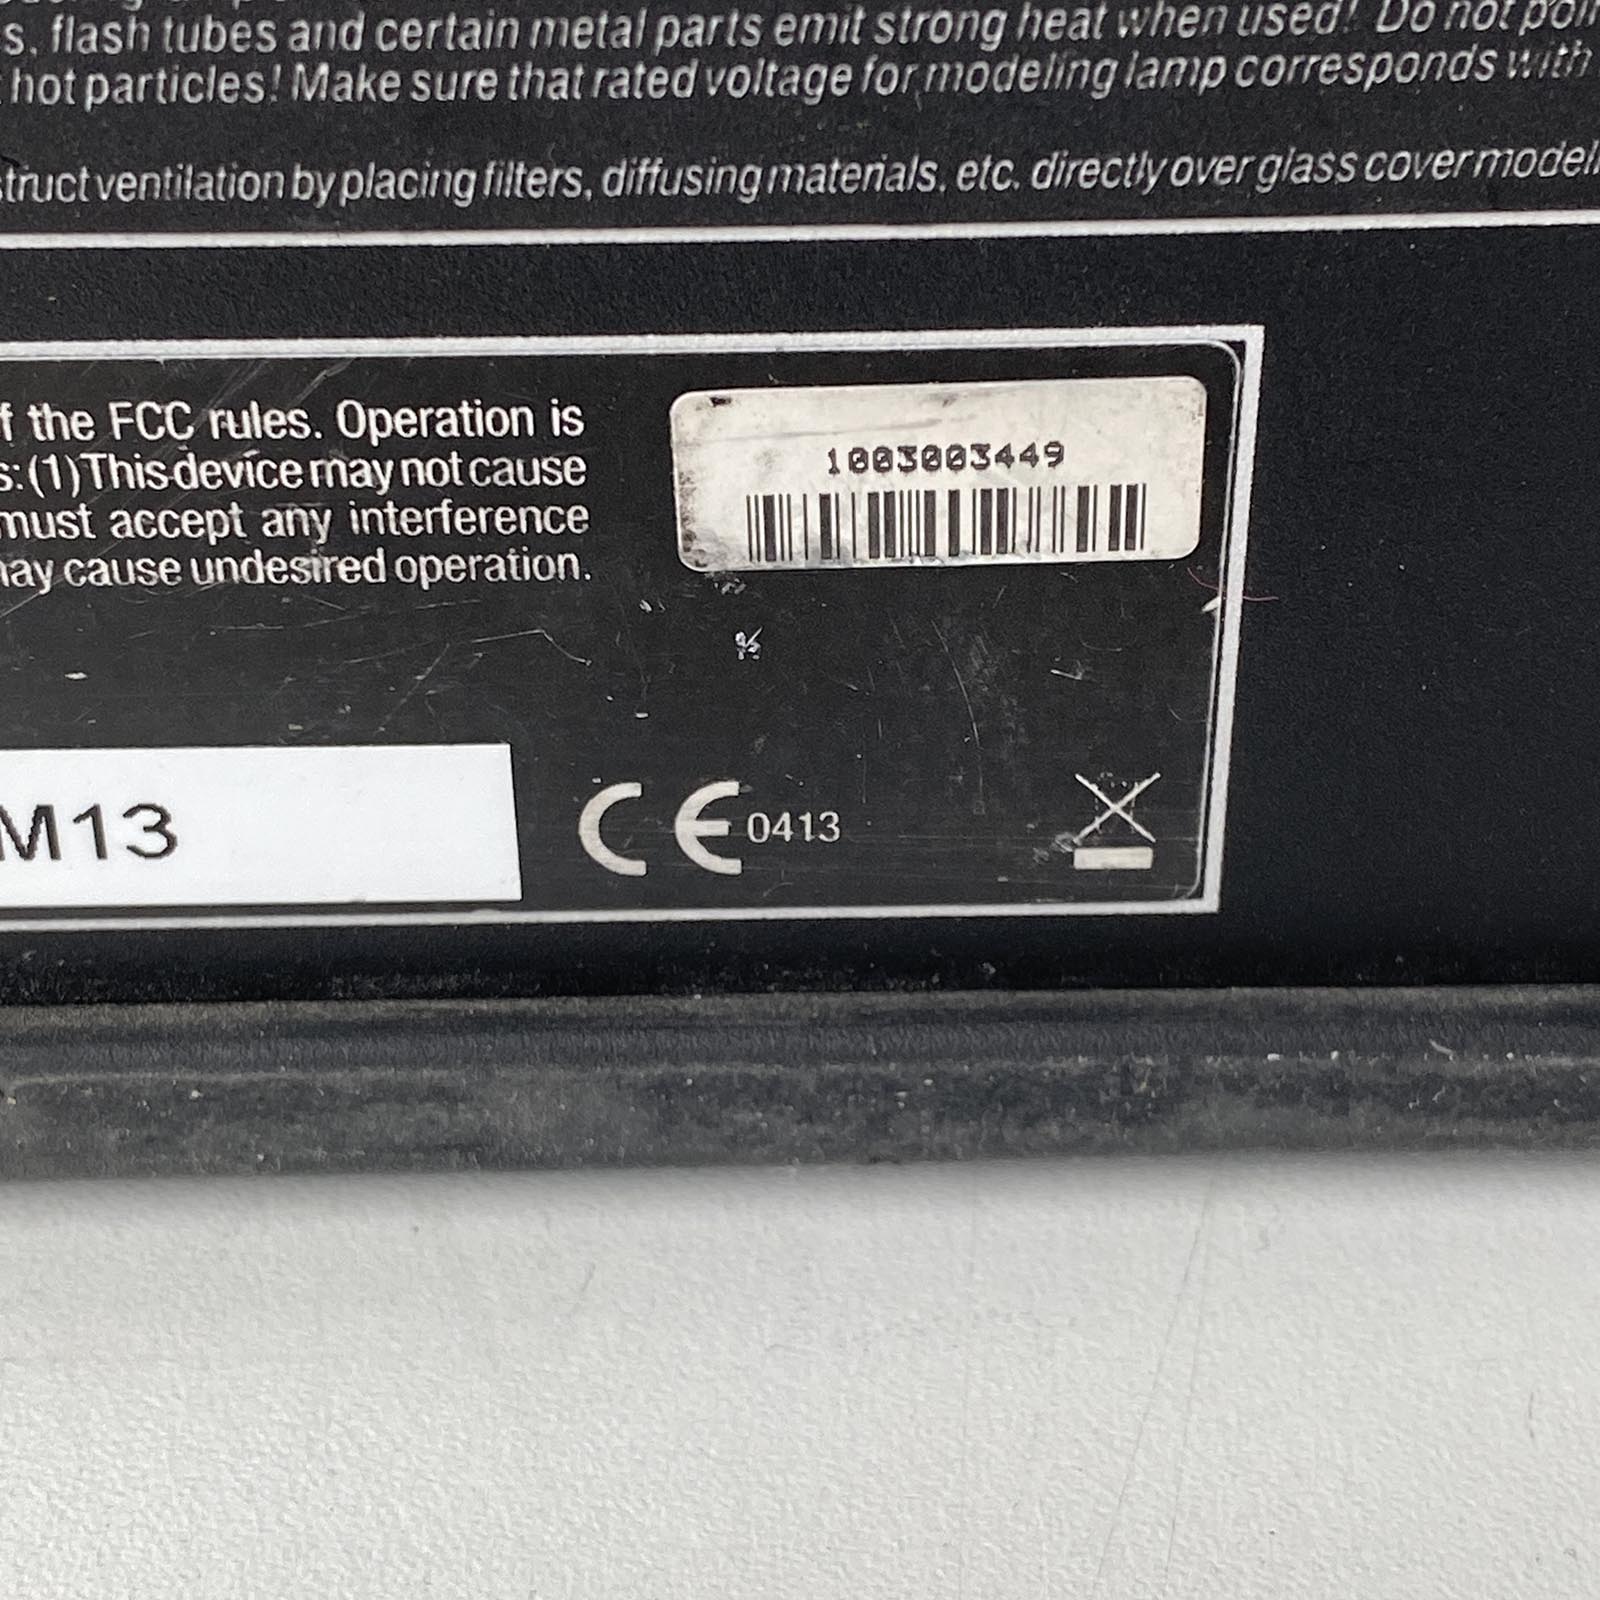 s, flash tubes and certain metal parts emit strong heat when used! Do not poin
hot particles! Make sure that rated voltage for modeling lamp corresponds with
struct ventilation by placing filters, diffusing materials, etc. directly over glass cover modeli
f the FCC rules. Operation is
s: (1) This device may not cause
must accept any interference
may cause undesired operation.
1003003449
M13
CE 0413